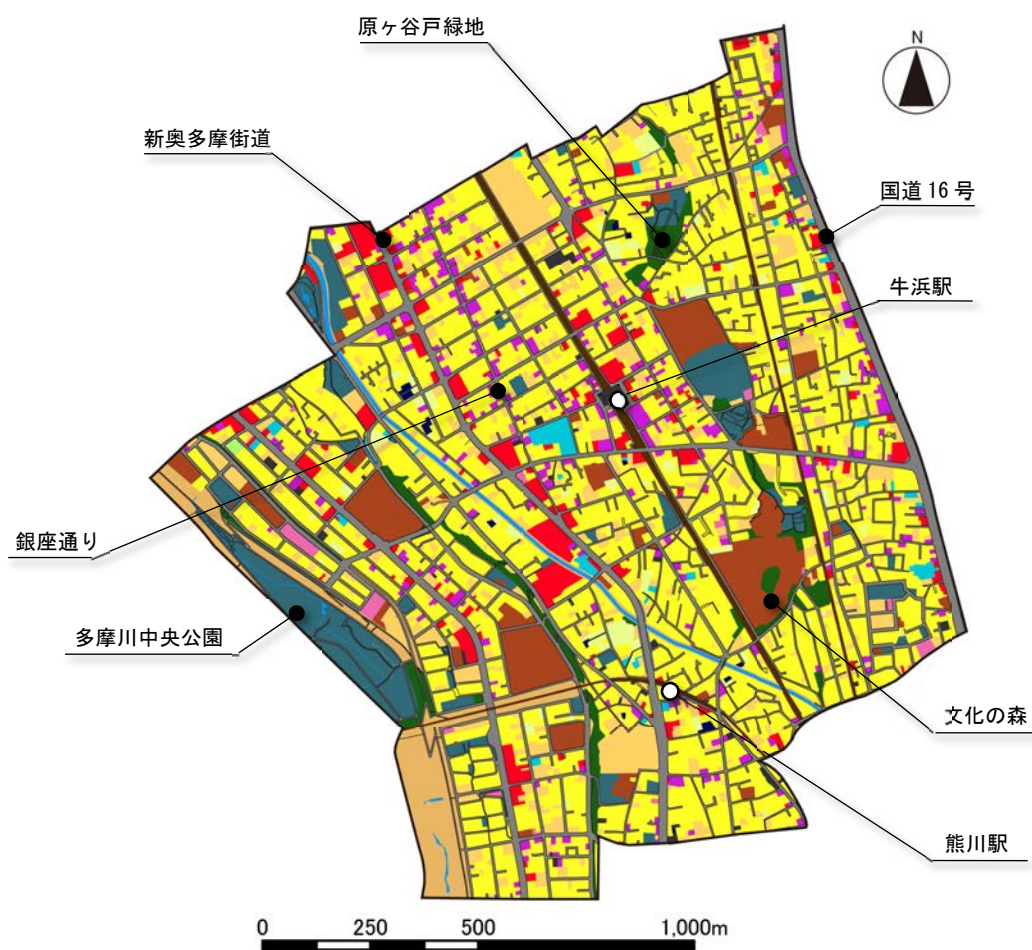 原ヶ谷戸緑地
N
新奥多摩街道
国道 16 号
牛浜駅
銀座通り
多摩川中央公園
文化の森
熊川駅
0 250 500 1,000m